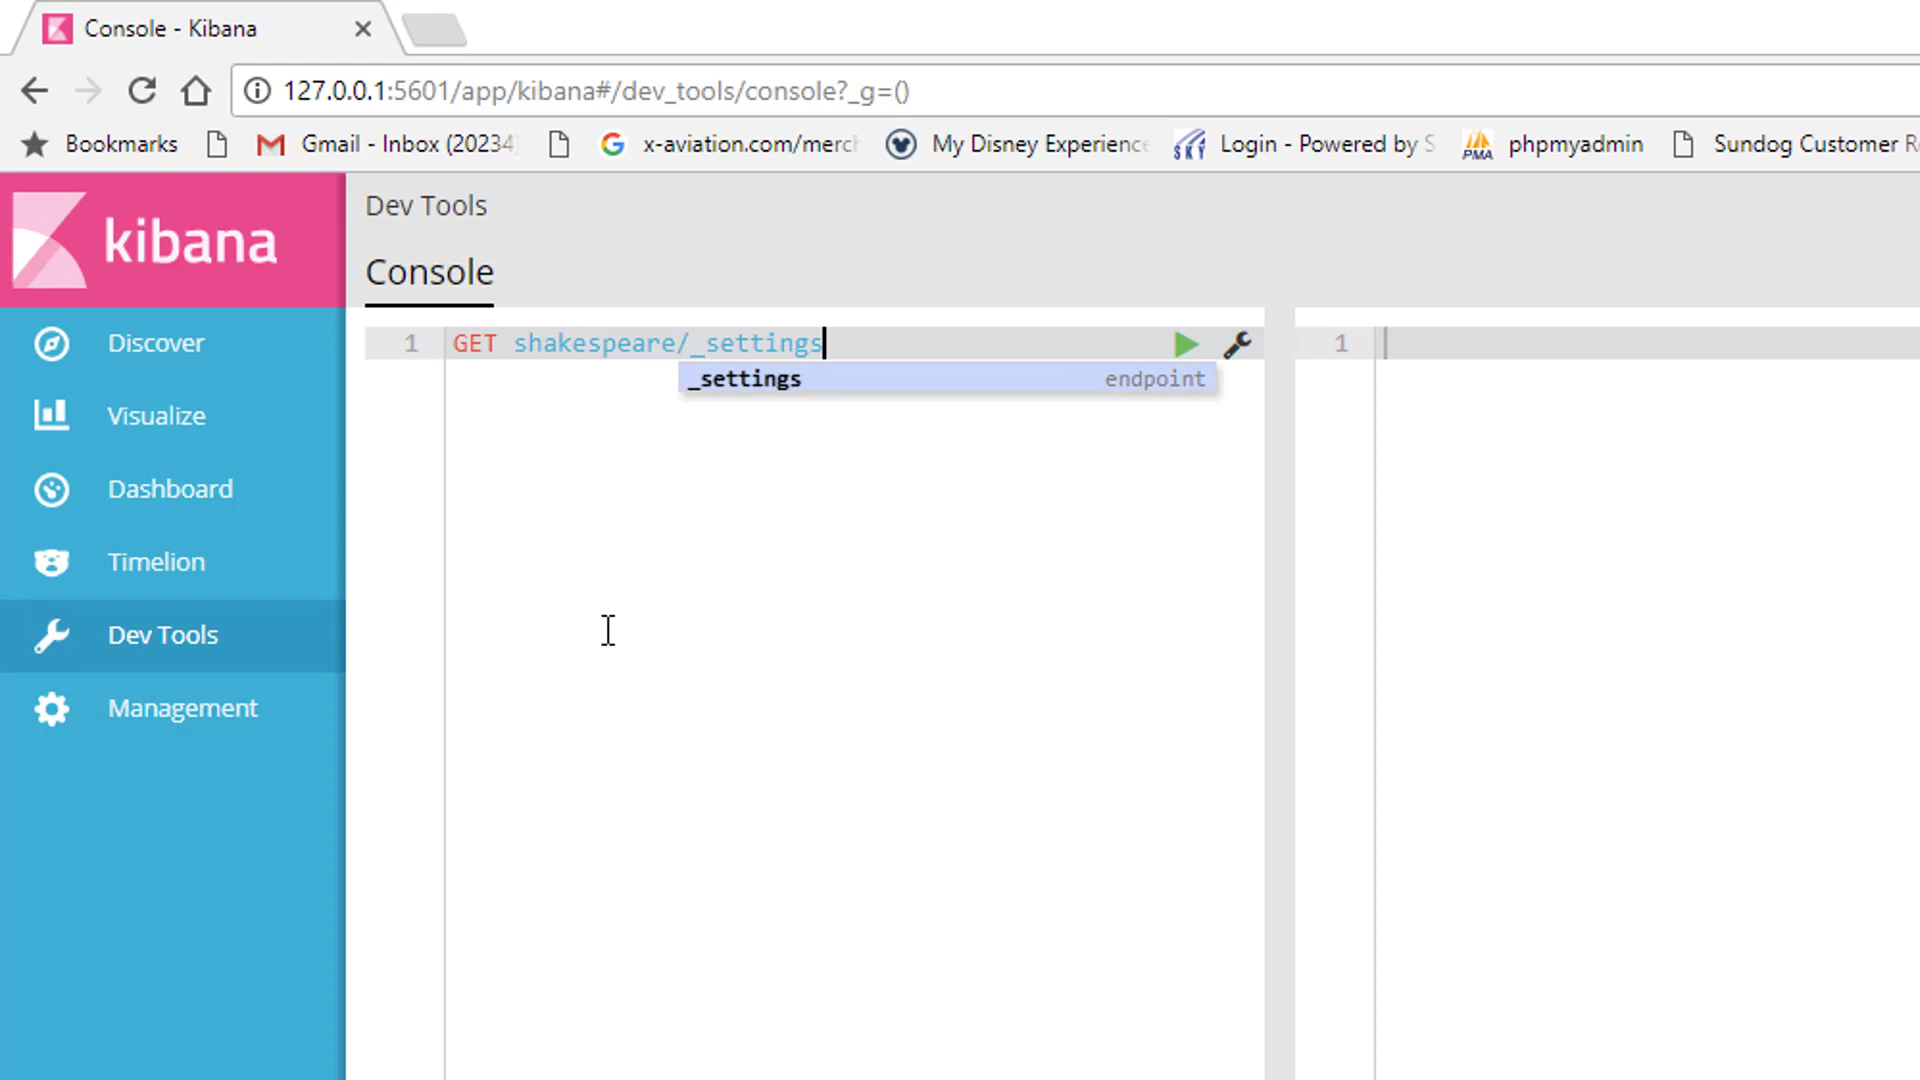 Console - Kibana
127.0.0.1:5601/app/kibana#/dev_tools/console?_g=()
Bookmarks Gmail - Inbox (20234) x-aviation.com/merch My Disney Experience Login - Powered by S phpmyadmin Sundog Customer R
kibana
Dev Tools
Console
Discover
Visualize
Dashboard
Timelion
Dev Tools
Management
1 GET shakespeare/_settings
_settings endpoint
1